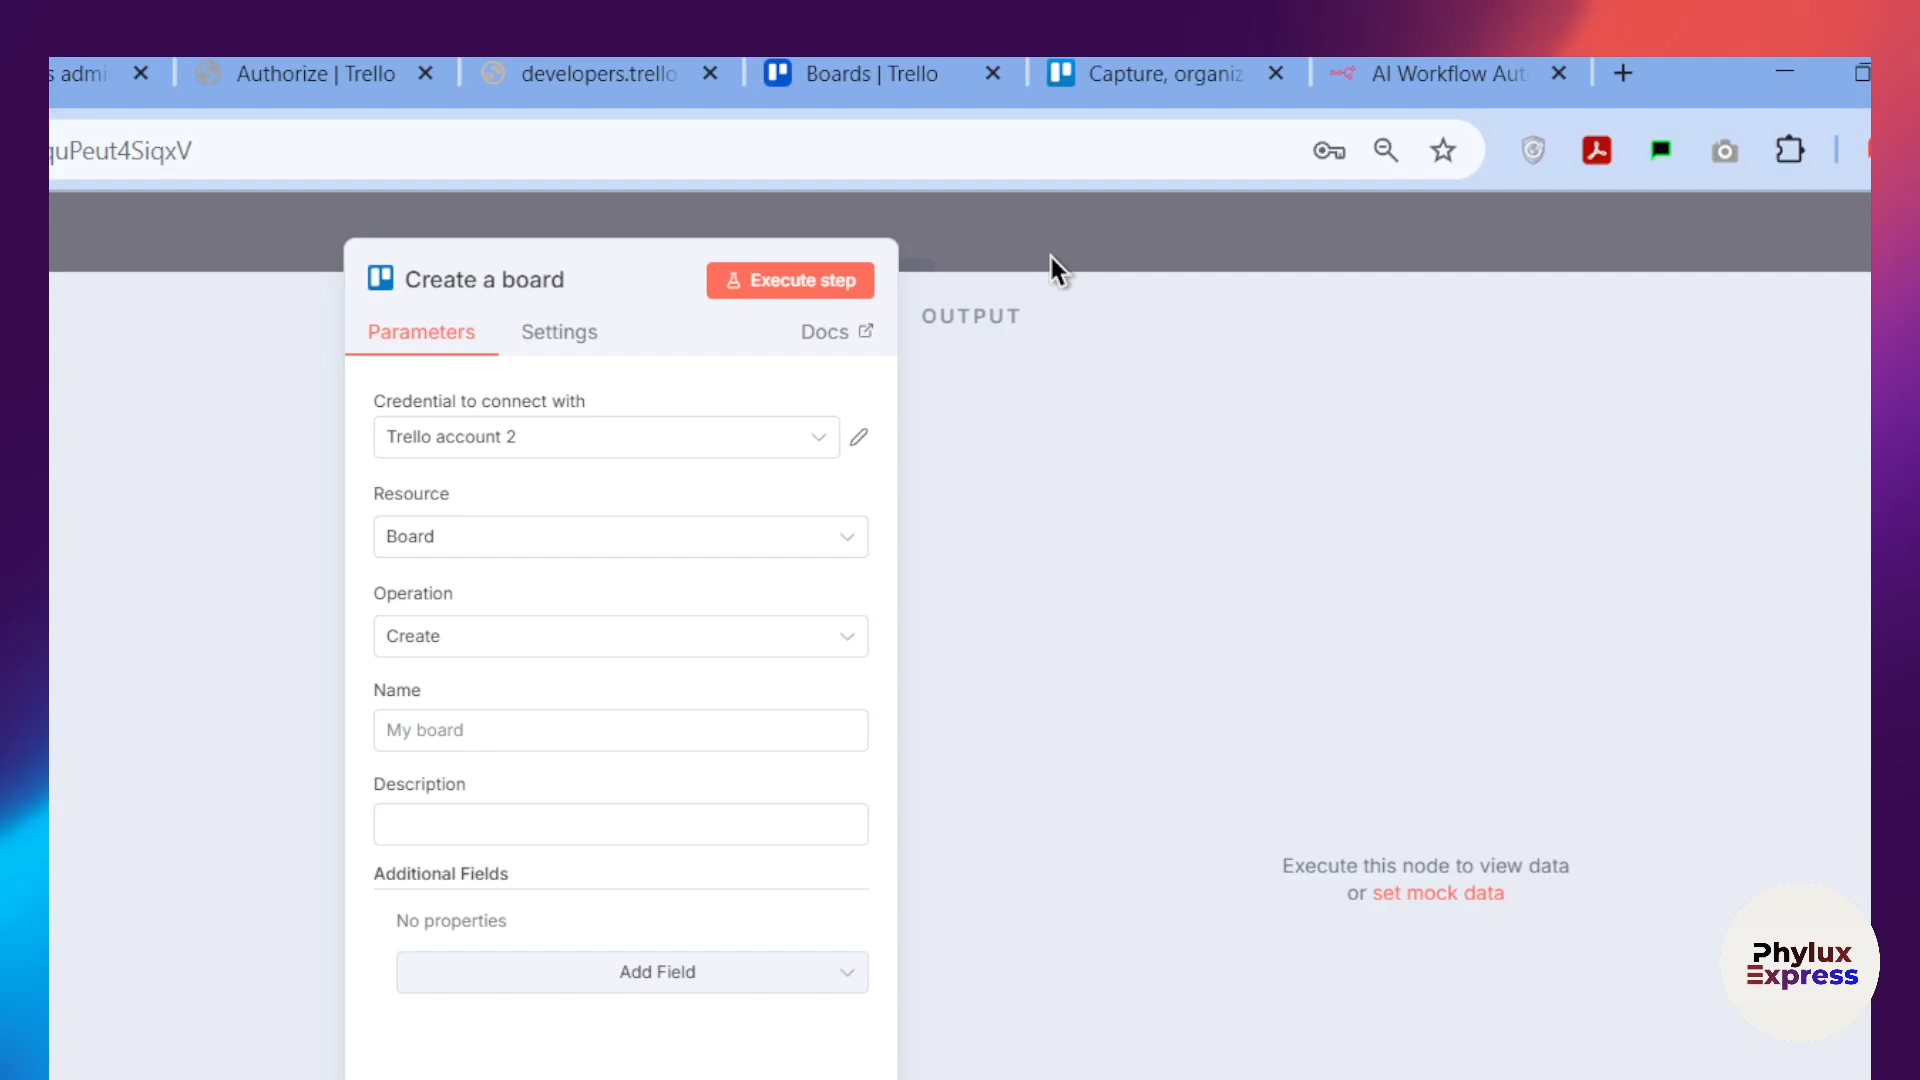 s admi
Authorize | Trello
developers.trello
Boards | Trello
Capture, organiz
AI Workflow Aut
quPeut4SiqxV
Create a board
Execute step
Parameters
Settings
Docs
OUTPUT
Credential to connect with
Trello account 2
Resource
Board
Operation
Create
Name
My board
Description
Additional Fields
No properties
Add Field
Execute this node to view data
or set mock data
Phylux
Express